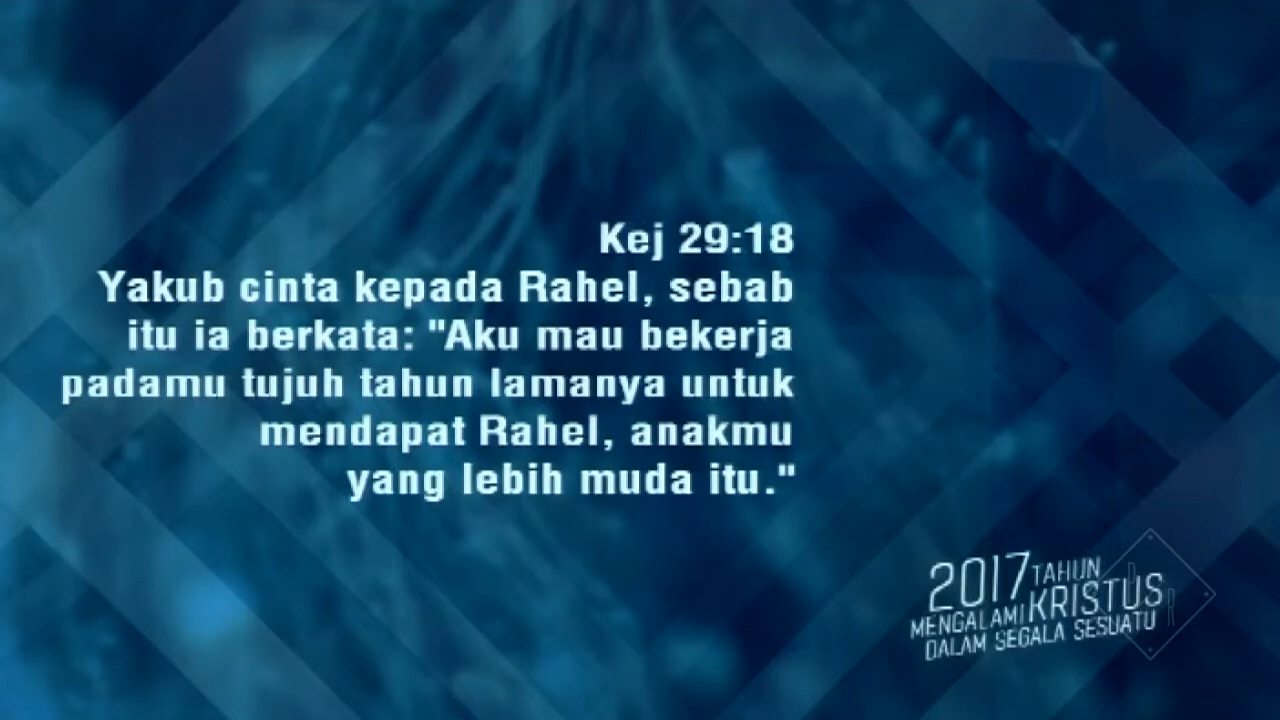 Kej 29:18
Yakub cinta kepada Rahel, sebab
itu ia berkata: "Aku mau bekerja
padamu tujuh tahun lamanya untuk
mendapat Rahel, anakmu
yang lebih muda itu."
2017 TAHUN
MENGALAMI KRISTUS
DALAM SEGALA SESUATU